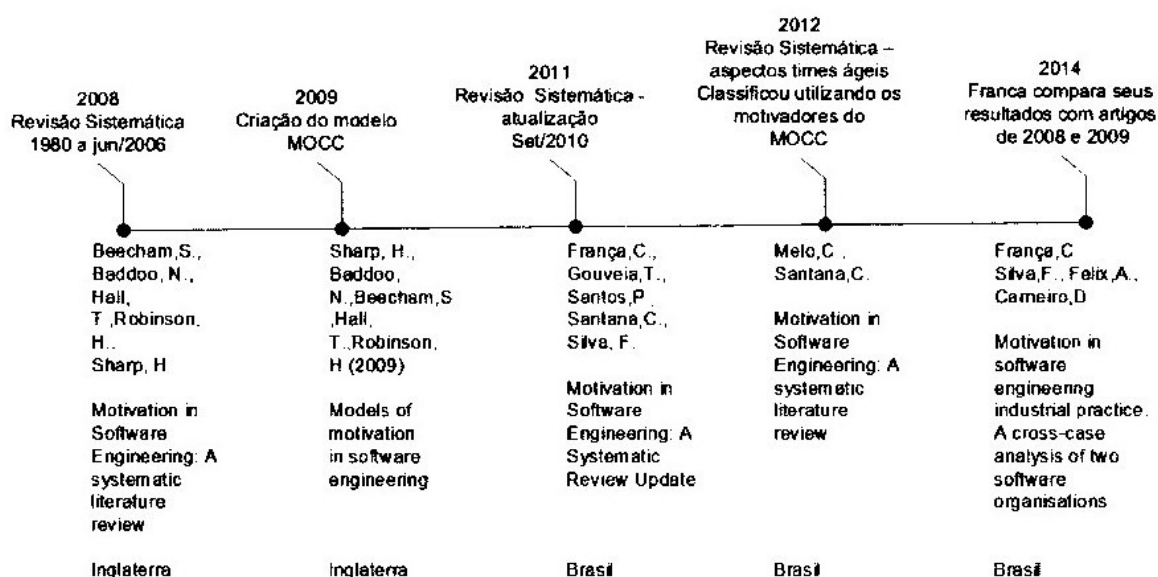 2008
Revisão Sistemática
1980 a jun/2006
2009
Criação do modelo
MOCC
2011
Revisão Sistemática -
atualização
Set/2010
2012
Revisão Sistemática –
aspectos times ágeis
Classificou utilizando os
motivadores do
MOCC
2014
Franca compara seus
resultados com artigos
de 2008 e 2009
Beecham,S.,
Baddoo, N.,
Hall,
T.,Robinson,
H.,
Sharp, H
Motivation in
Software
Engineering: A
systematic
literature
review
Inglaterra
Sharp, H.,
Baddoo,
N.,Beecham,S
,Hall,
T.,Robinson,
H (2009)
Models of
motivation
in software
engineering
Inglaterra
França,C.,
Gouveia,T.,
Santos,P
Santana,C.,
Silva, F.
Motivation in
Software
Engineering: A
Systematic
Review Update
Brasil
Melo,C.,
Santana,C.
Motivation in
Software
Engineering: A
systematic
literature
review
Brasil
França,C
Silva,F., Felix,A.,
Carneiro,D
Motivation in
software
engineering
industrial practice.
A cross-case
analysis of two
software
organisations
Brasil